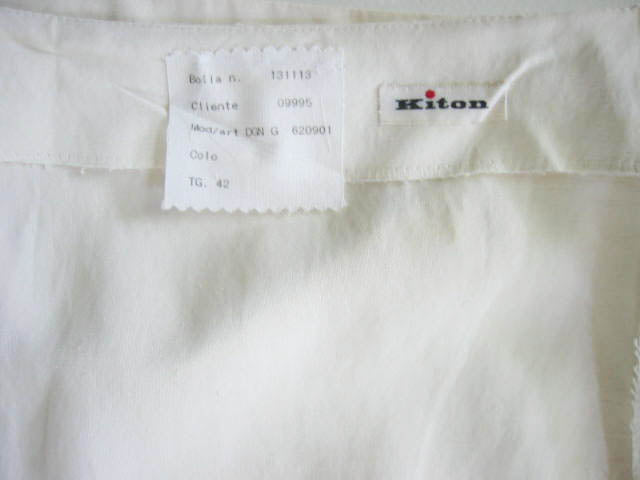 Bolla n. 131113
Cliente 09995
Mod/art DGN G 620901
Colo
TG. 42
Kiton